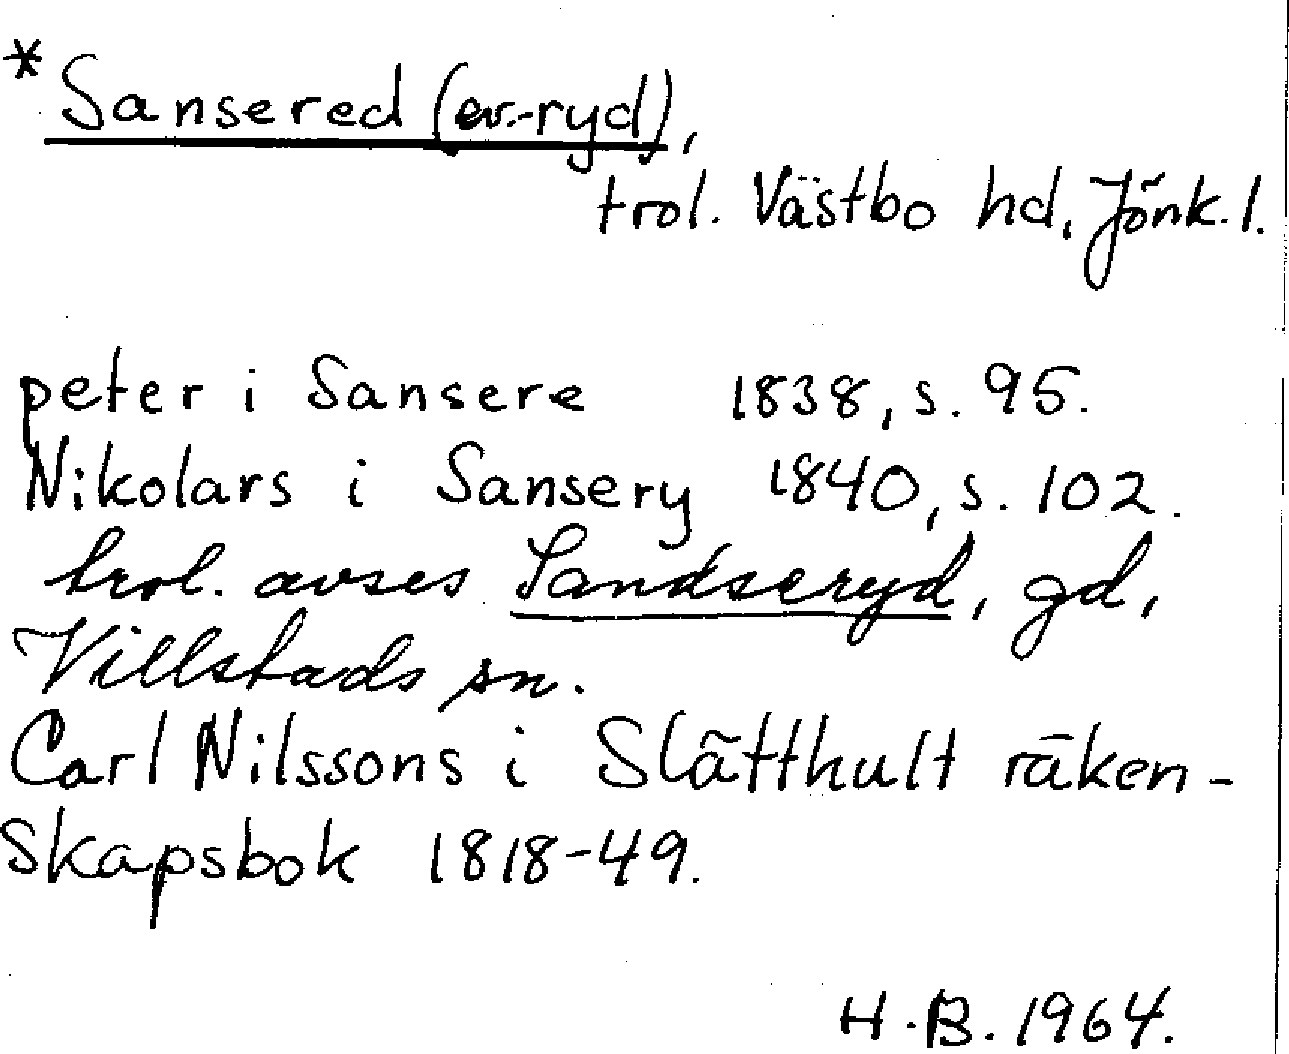 *Sansered (ev.-ryd),
trol. Västbo hd, Jönk. l.
peter i Sansere 1838, s. 95.
Nikolars i Sansery 1840, s. 102.
trol. avses Sandseryd, gd,
Villstads sn.
Carl Nilssons i Slätthult räken-
skapsbok 1818-49.
H.B. 1964.